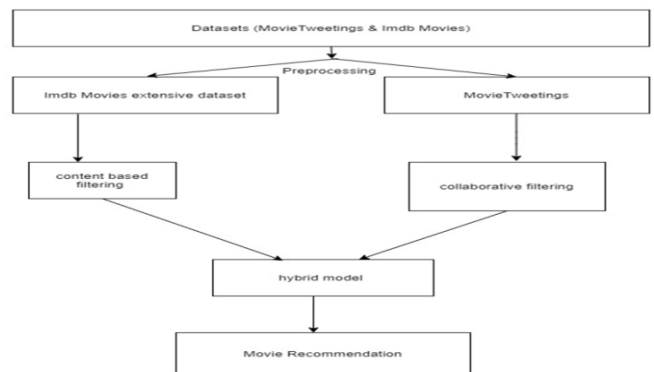 Datasets (MovieTweetings & Imdb Movies)
Preprocessing
Imdb Movies extensive dataset
MovieTweetings
content based
filtering
collaborative filtering
hybrid model
Movie Recommendation